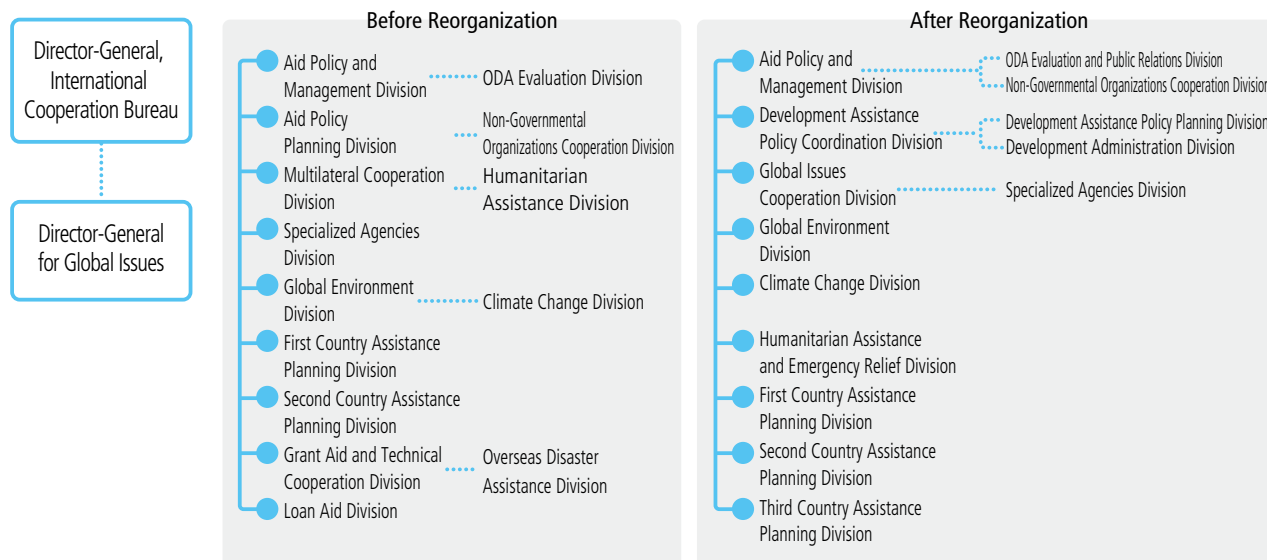 Director-General,
International
Cooperation Bureau
Director-General
for Global Issues
Before Reorganization
Aid Policy and
Management Division
ODA Evaluation Division
Aid Policy
Planning Division
Non-Governmental
Organizations Cooperation Division
Multilateral Cooperation
Division
Humanitarian
Assistance Division
Specialized Agencies
Division
Global Environment
Division
Climate Change Division
First Country Assistance
Planning Division
Second Country Assistance
Planning Division
Grant Aid and Technical
Cooperation Division
Overseas Disaster
Assistance Division
Loan Aid Division
After Reorganization
Aid Policy and
Management Division
ODA Evaluation and Public Relations Division
Non-Governmental Organizations Cooperation Division
Development Assistance
Policy Coordination Division
Development Assistance Policy Planning Division
Development Administration Division
Global Issues
Cooperation Division
Specialized Agencies Division
Global Environment
Division
Climate Change Division
Humanitarian Assistance
and Emergency Relief Division
First Country Assistance
Planning Division
Second Country Assistance
Planning Division
Third Country Assistance
Planning Division